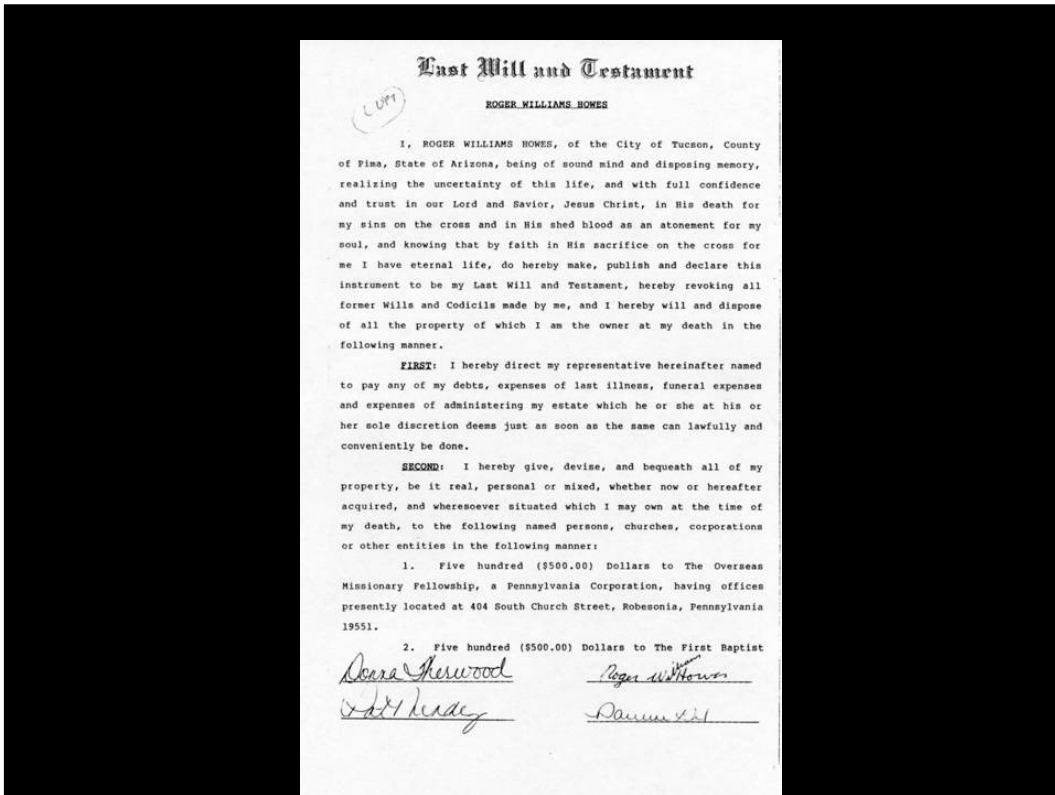 Last Will and Testament
ROGER WILLIAMS HOWES
I, ROGER WILLIAMS HOWES, of the City of Tucson, County
of Pima, State of Arizona, being of sound mind and disposing memory,
realizing the uncertainty of this life, and with full confidence
and trust in our Lord and Savior, Jesus Christ, in His death for
my sins on the cross and in His shed blood as an atonement for my
soul, and knowing that by faith in His sacrifice on the cross for
me I have eternal life, do hereby make, publish and declare this
instrument to be my Last Will and Testament, hereby revoking all
former Wills and Codicils made by me, and I hereby will and dispose
of all the property of which I am the owner at my death in the
following manner.
FIRST: I hereby direct my representative hereinafter named
to pay any of my debts, expenses of last illness, funeral expenses
and expenses of administering my estate which he or she at his or
her sole discretion deems just as soon as the same can lawfully and
conveniently be done.
SECOND: I hereby give, devise, and bequeath all of my
property, be it real, personal or mixed, whether now or hereafter
acquired, and wheresoever situated which I may own at the time of
my death, to the following named persons, churches, corporations
or other entities in the following manner:
1. Five hundred ($500.00) Dollars to The Overseas
Missionary Fellowship, a Pennsylvania Corporation, having offices
presently located at 404 South Church Street, Robesonia, Pennsylvania
19551.
2. Five hundred ($500.00) Dollars to The First Baptist
Donna Sherwood
Roger Williams Howes